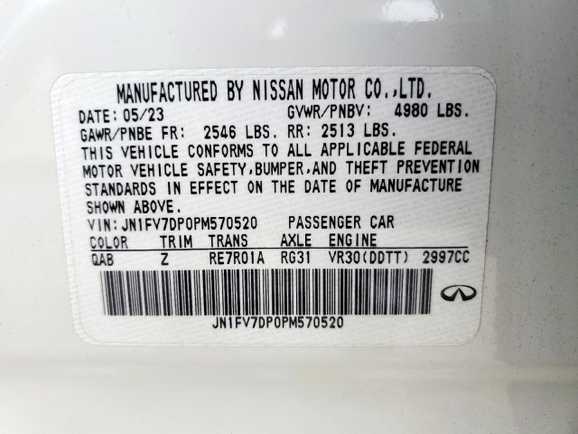 MANUFACTURED BY NISSAN MOTOR CO.,LTD.
DATE: 05/23 GVWR/PNBV: 4980 LBS.
GAWR/PNBE FR: 2546 LBS. RR: 2513 LBS.
THIS VEHICLE CONFORMS TO ALL APPLICABLE FEDERAL
MOTOR VEHICLE SAFETY,BUMPER,AND THEFT PREVENTION
STANDARDS IN EFFECT ON THE DATE OF MANUFACTURE
SHOWN ABOVE.
VIN: JN1FV7DP0PM570520 PASSENGER CAR
COLOR TRIM TRANS AXLE ENGINE
QAB Z RE7R01A RG31 VR30(DDTT) 2997CC
JN1FV7DP0PM570520